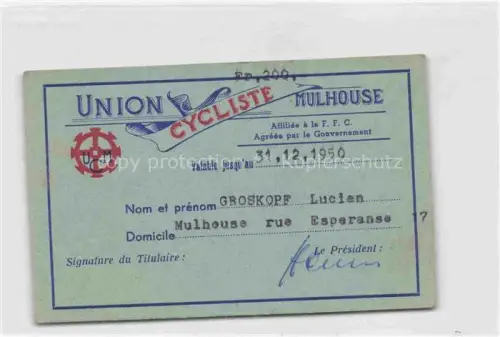 Fr.200.
UNION CYCLISTE MULHOUSE
Affiliée à la F. F. C.
Agréée par le Gouvernement
UCM
Valable jusqu'au 31.12.1950
Nom et prénom GROSKOPF Lucien
Mulhouse rue Esperanse 17
Domicile
Signature du Titulaire :
Le Président :
Copy protection Kopierschutz